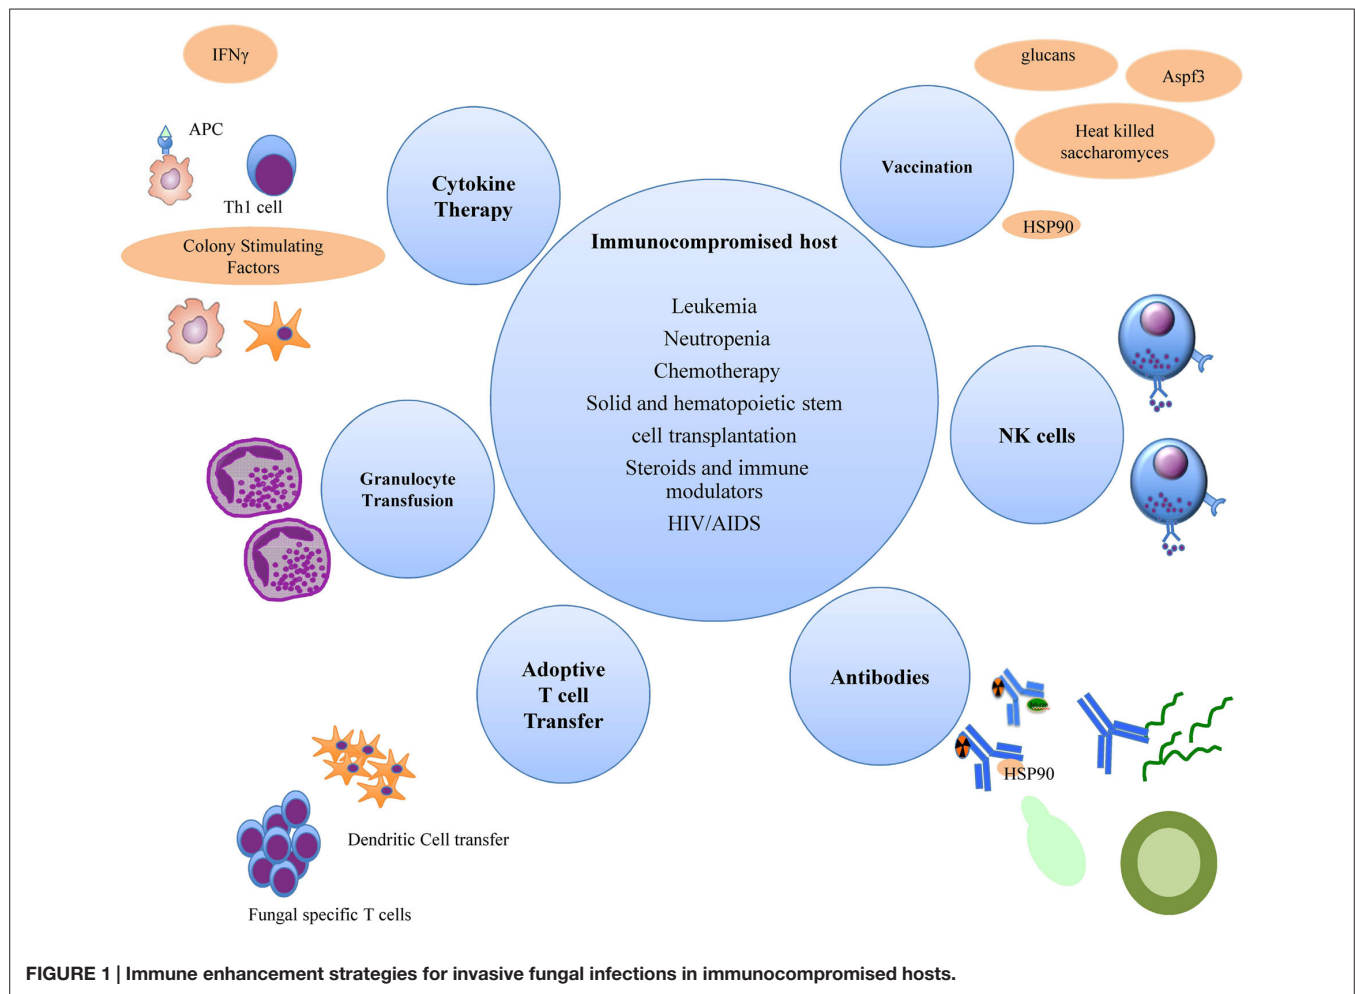 IFNγ
APC
Th1 cell
Colony Stimulating
Factors
Cytokine
Therapy
glucans
Aspf3
Heat killed
saccharomyces
Vaccination
HSP90
Immunocompromised host
Leukemia
Neutropenia
Chemotherapy
Solid and hematopoietic stem
cell transplantation
Steroids and immune
modulators
HIV/AIDS
NK cells
Granulocyte
Transfusion
Adoptive
T cell
Transfer
Antibodies
HSP90
Dendritic Cell transfer
Fungal specific T cells
FIGURE 1 | Immune enhancement strategies for invasive fungal infections in immunocompromised hosts.